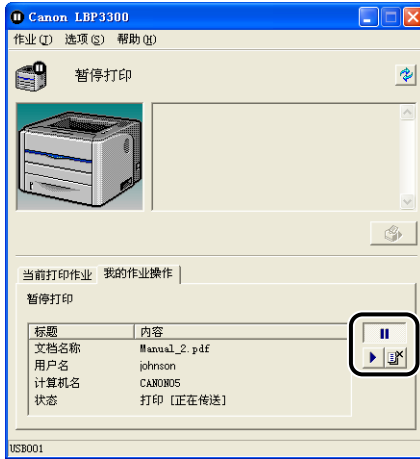 Canon LBP3300
作业(J) 选项(S) 帮助(H)
暂停打印
当前打印作业 我的作业操作
暂停打印
标题 内容
文档名称 Manual_2.pdf
用户名 johnson
计算机名 CANON05
状态 打印 [正在传送]
USB001